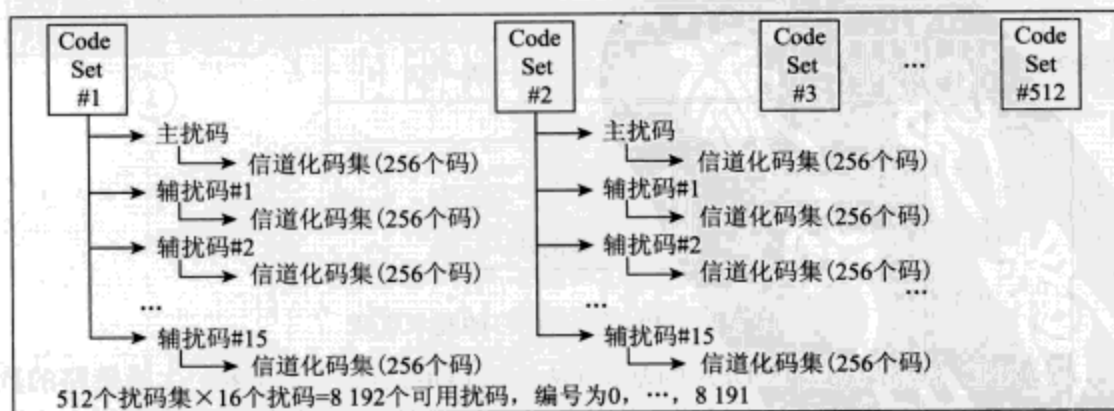 Code Set #1
Code Set #2
Code Set #3
...
Code Set #512
主扰码
信道化码集(256个码)
辅扰码#1
信道化码集(256个码)
辅扰码#2
信道化码集(256个码)
...
辅扰码#15
信道化码集(256个码)
主扰码
信道化码集(256个码)
辅扰码#1
信道化码集(256个码)
辅扰码#2
信道化码集(256个码)
...
...
辅扰码#15
信道化码集(256个码)
512个扰码集×16个扰码=8 192个可用扰码，编号为0，…，8 191